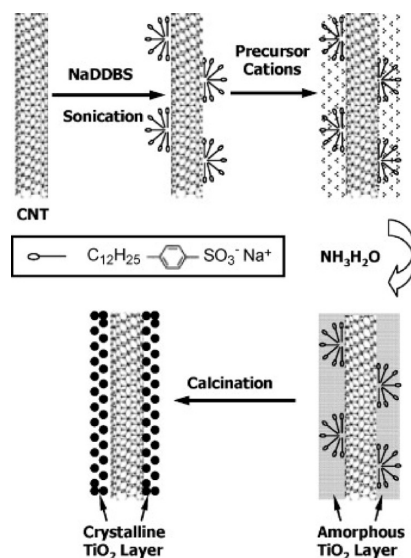 NaDDBS
Sonication
Precursor
Cations
CNT
C₁₂H₂₅ SO₃⁻ Na⁺
NH₃H₂O
Calcination
Crystalline
TiO₂ Layer
Amorphous
TiO₂ Layer